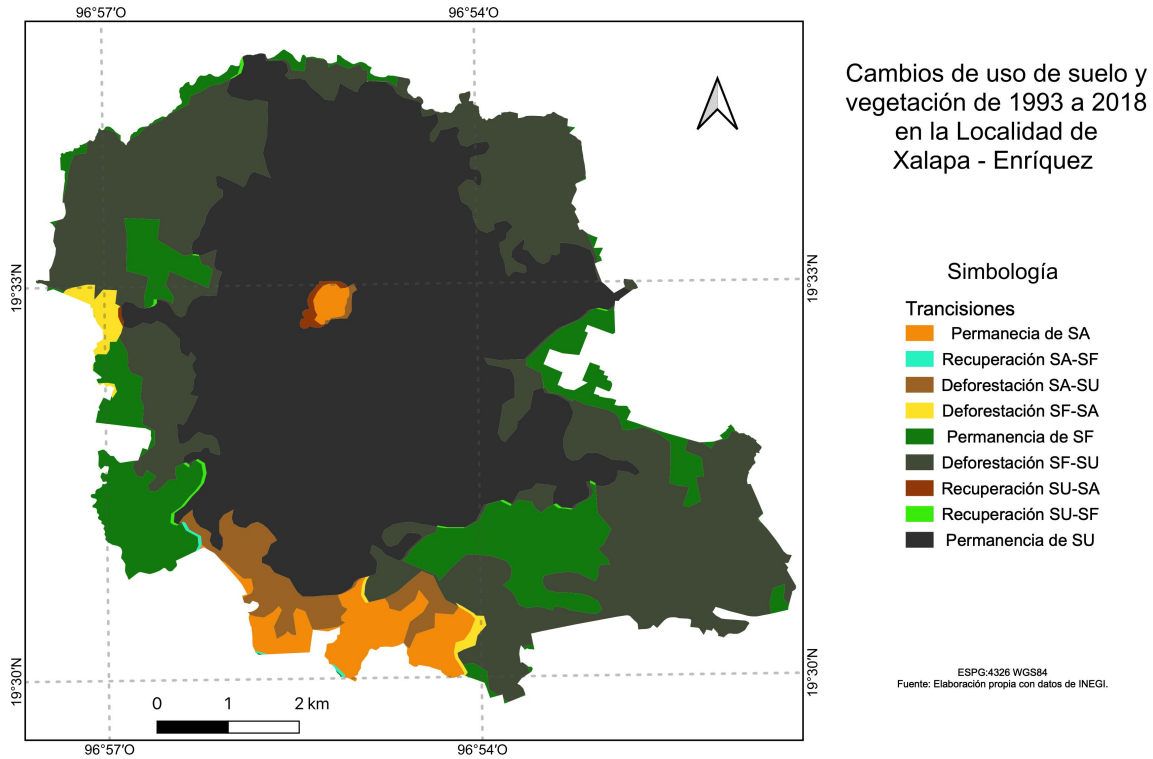 96°57'O
96°54'O
Cambios de uso de suelo y
vegetación de 1993 a 2018
en la Localidad de
Xalapa - Enríquez
19°33'N
19°33'N
Simbología
Trancisiones
Permanecia de SA
Recuperación SA-SF
Deforestación SA-SU
Deforestación SF-SA
Permanencia de SF
Deforestación SF-SU
Recuperación SU-SA
Recuperación SU-SF
Permanencia de SU
19°30'N
19°30'N
ESPG:4326 WGS84
Fuente: Elaboración propia con datos de INEGI.
0 1 2 km
96°57'O
96°54'O